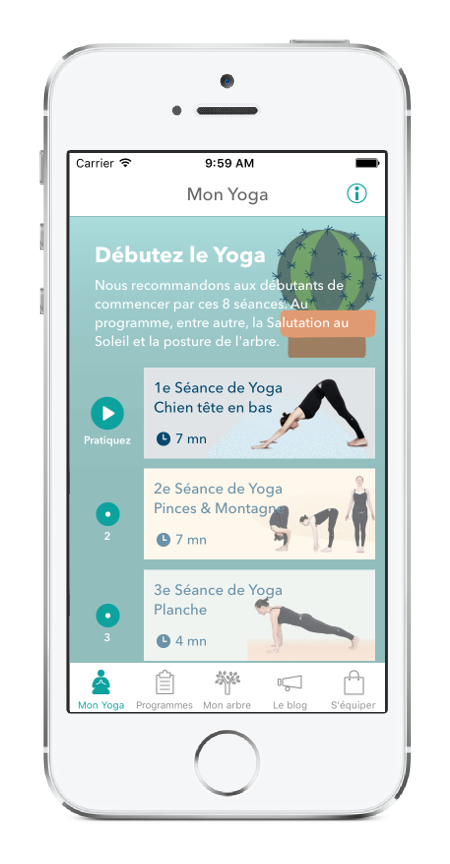 Carrier 9:59 AM
Mon Yoga
Débutez le Yoga
Nous recommandons aux débutants de
commencer par ces 8 séances. Au
programme, entre autre, la Salutation au
Soleil et la posture de l'arbre.
1e Séance de Yoga
Chien tête en bas
7 mn
Pratiquez
2e Séance de Yoga
Pinces & Montagne
7 mn
2
3e Séance de Yoga
Planche
4 mn
3
Mon Yoga Programmes Mon arbre Le blog S'équiper